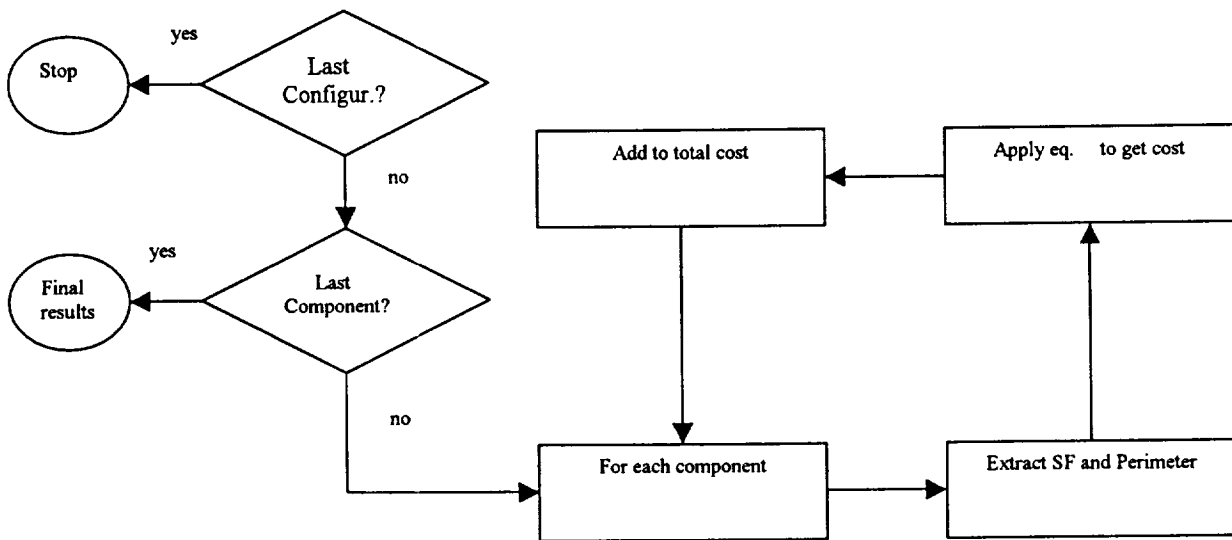 yes
Stop
Last
Configur.?
no
Add to total cost
Apply eq. to get cost
yes
Final
results
Last
Component?
no
For each component
Extract SF and Perimeter